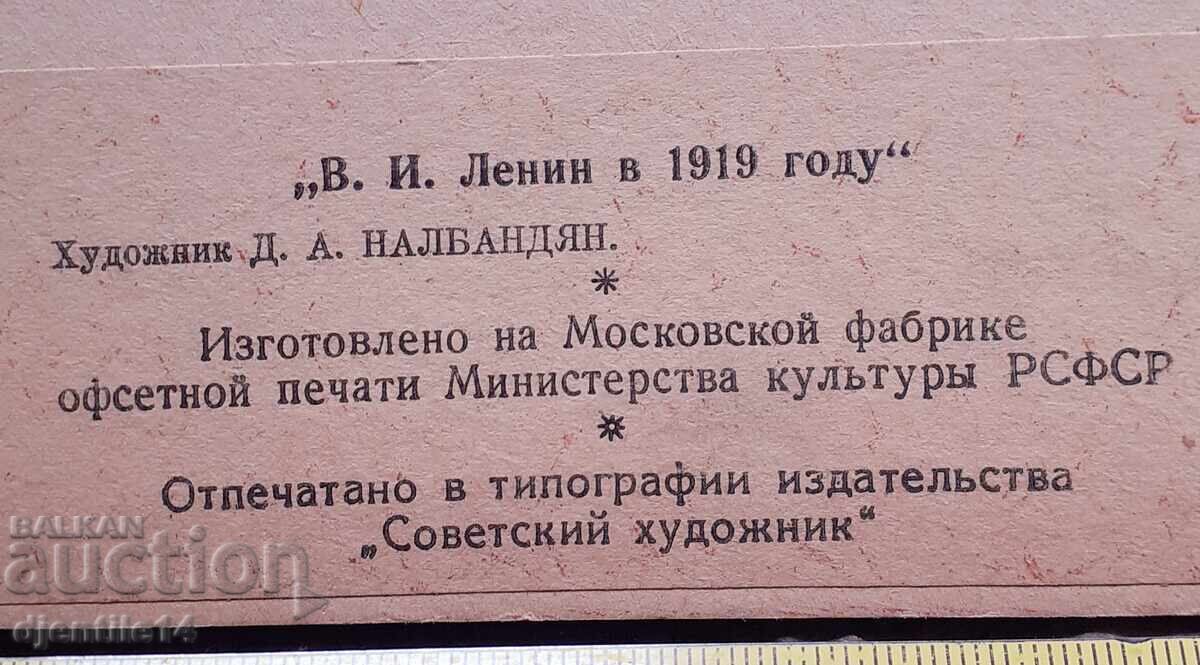 „В. И. Ленин в 1919 году“
Художник Д. А. НАЛБАНДЯН.
*
Изготовлено на Московской фабрике
офсетной печати Министерства культуры РСФСР
*
Отпечатано в типографии издательства
„Советский художник“
BALKAN
auction
djentile14